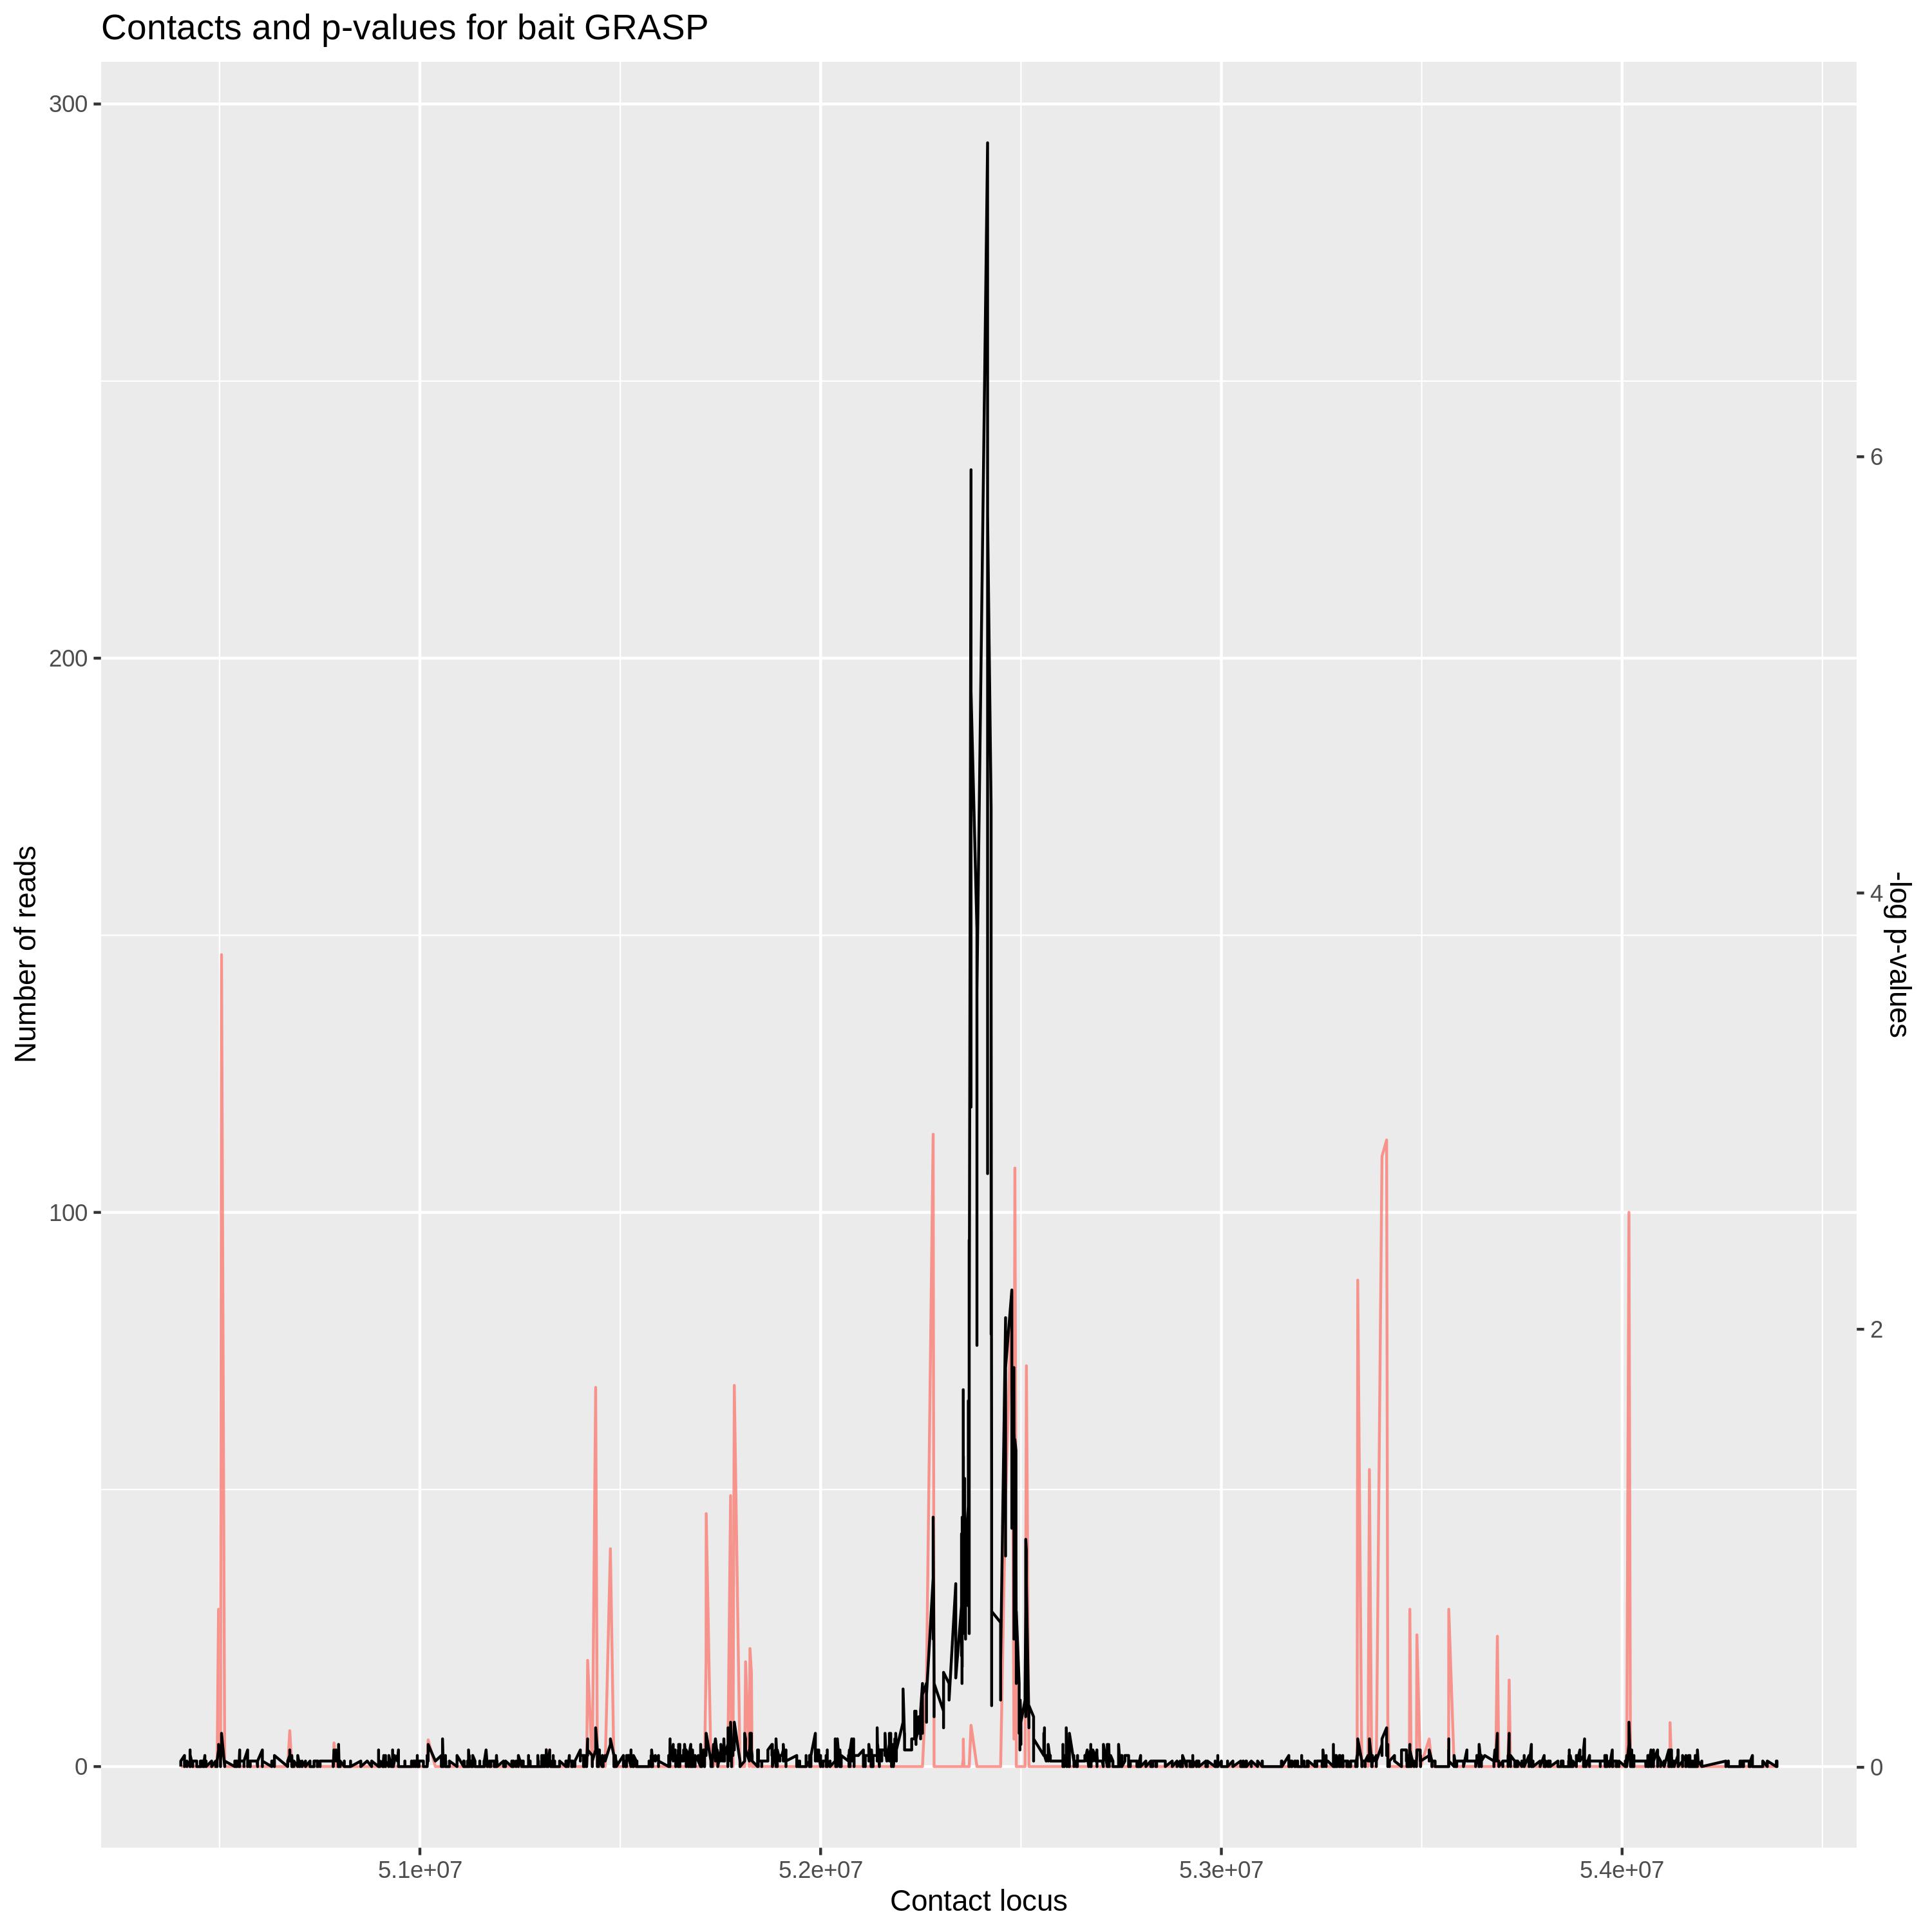 Contacts and p-values for bait GRASP
300
200
100
0
Number of reads
6
4
2
0
-log p-values
5.1e+07 5.2e+07 5.3e+07 5.4e+07
Contact locus